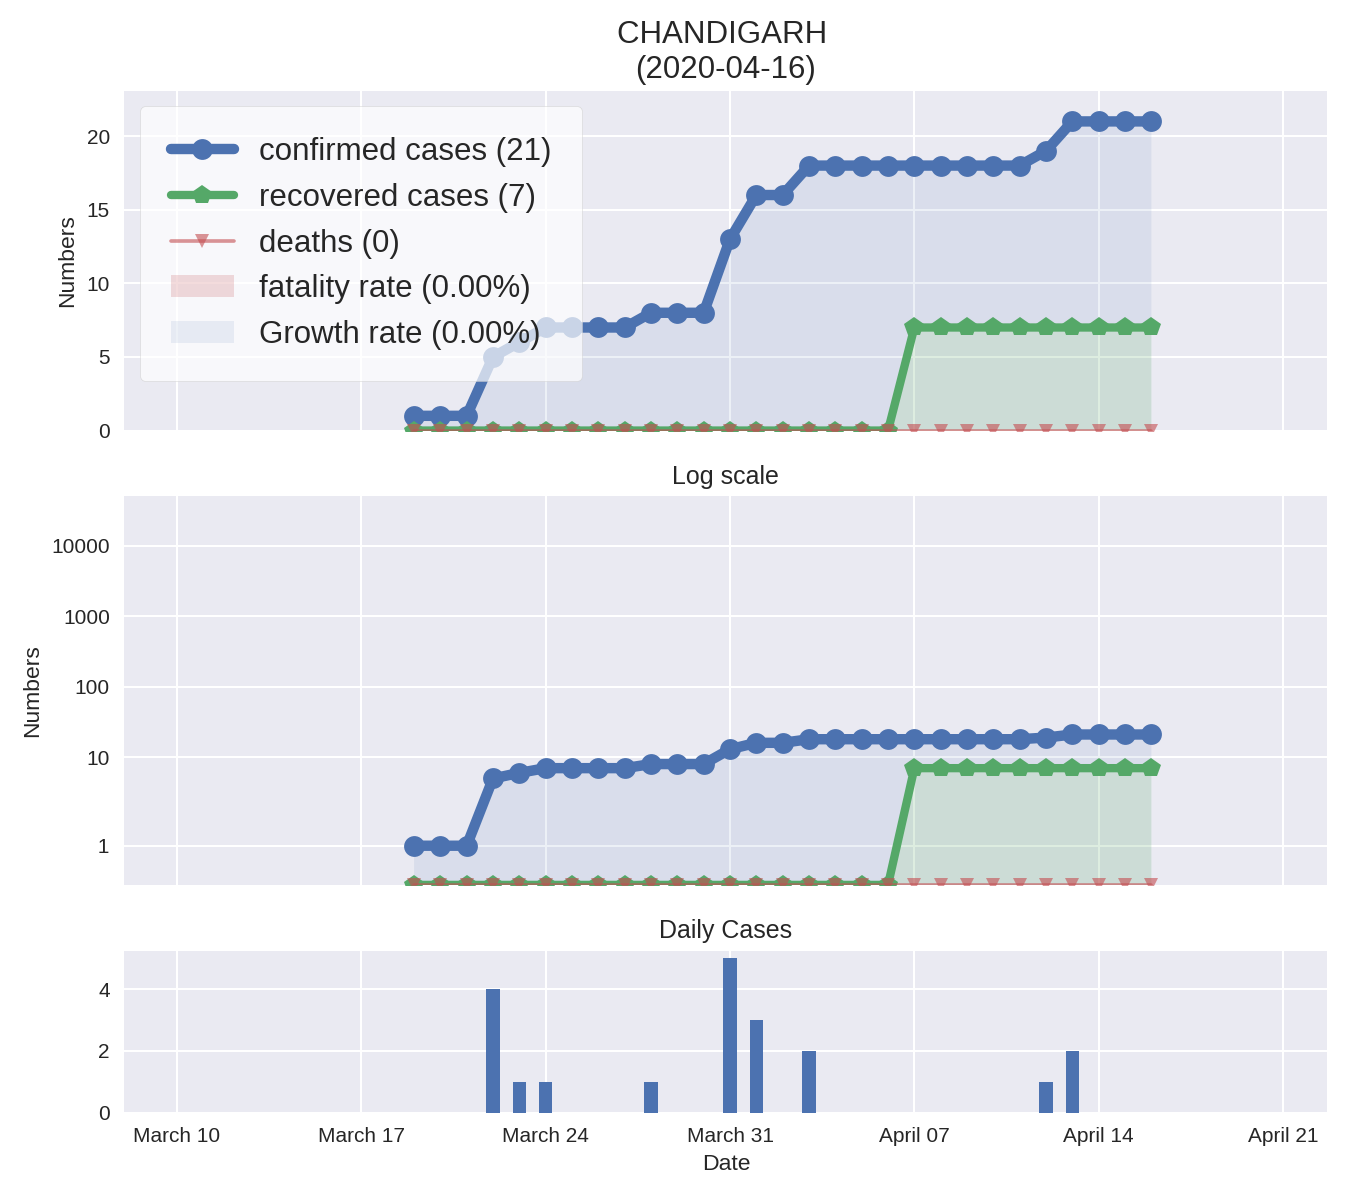 CHANDIGARH
(2020-04-16)
20
15
10
5
0
Numbers
confirmed cases (21)
recovered cases (7)
deaths (0)
fatality rate (0.00%)
Growth rate (0.00%)
Log scale
10000
1000
100
10
1
Numbers
Daily Cases
4
2
0
March 10 March 17 March 24 March 31 April 07 April 14 April 21
Date